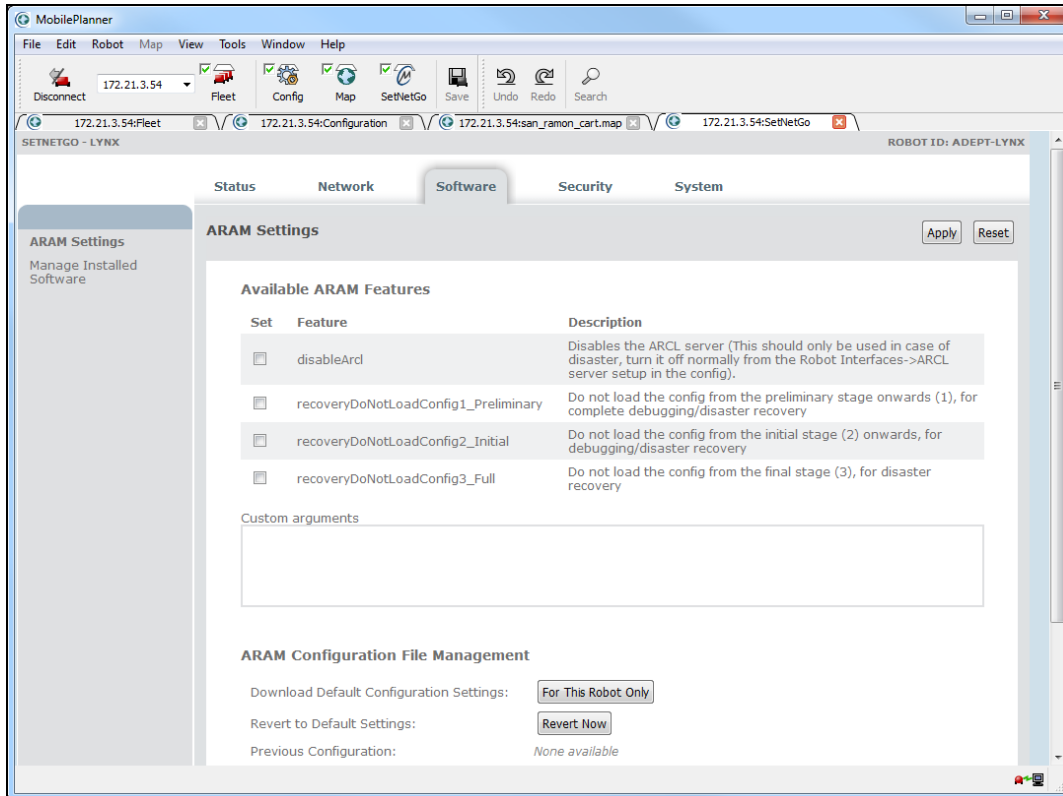 MobilePlanner
File Edit Robot Map View Tools Window Help
Disconnect
172.21.3.54
Fleet
Config
Map
SetNetGo
Save
Undo
Redo
Search
172.21.3.54:Fleet
172.21.3.54:Configuration
172.21.3.54:san_ramon_cart.map
172.21.3.54:SetNetGo
SETNETGO - LYNX
ROBOT ID: ADEPT-LYNX
Status
Network
Software
Security
System
ARAM Settings
Manage Installed
Software
ARAM Settings
Apply
Reset
Available ARAM Features
Set Feature Description
disableArcl
Disables the ARCL server (This should only be used in case of
disaster, turn it off normally from the Robot Interfaces->ARCL
server setup in the config).
recoveryDoNotLoadConfig1_Preliminary
Do not load the config from the preliminary stage onwards (1), for
complete debugging/disaster recovery
recoveryDoNotLoadConfig2_Initial
Do not load the config from the initial stage (2) onwards, for
debugging/disaster recovery
recoveryDoNotLoadConfig3_Full
Do not load the config from the final stage (3), for disaster
recovery
Custom arguments
ARAM Configuration File Management
Download Default Configuration Settings: For This Robot Only
Revert to Default Settings: Revert Now
Previous Configuration: None available